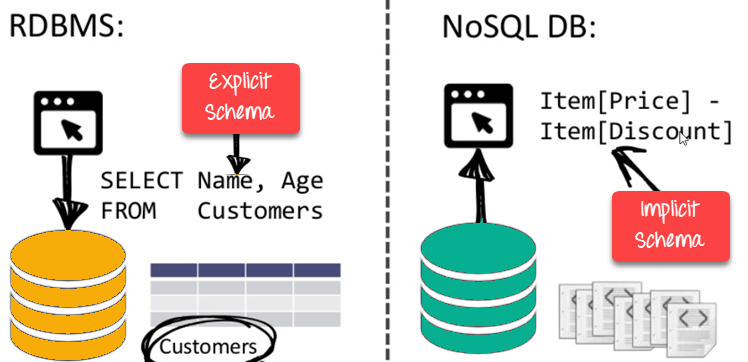 RDBMS:
Explicit
Schema
SELECT Name, Age
FROM Customers
Customers
NoSQL DB:
Item[Price] -
Item[Discount]
Implicit
Schema